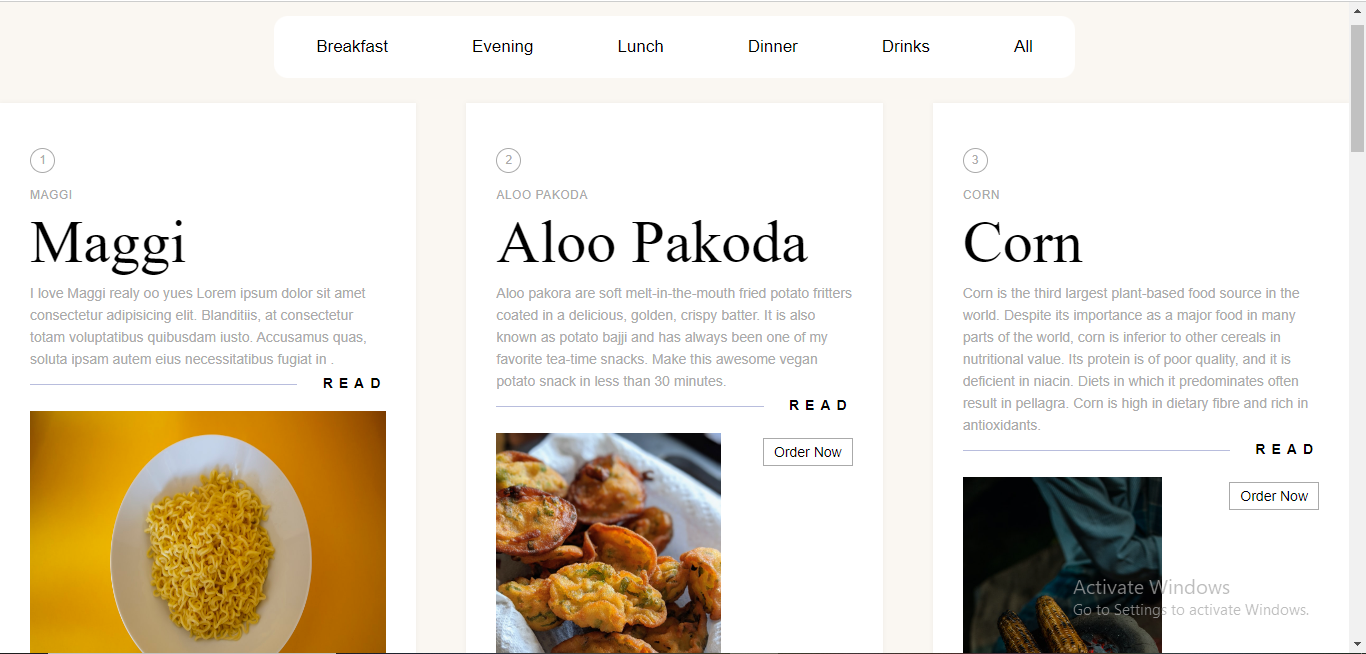 Breakfast Evening Lunch Dinner Drinks All
1
MAGGI
Maggi
I love Maggi realy oo yues Lorem ipsum dolor sit amet
consectetur adipisicing elit. Blanditiis, at consectetur
totam voluptatibus quibusdam iusto. Accusamus quas,
soluta ipsam autem eius necessitatibus fugiat in .
READ
2
ALOO PAKODA
Aloo Pakoda
Aloo pakora are soft melt-in-the-mouth fried potato fritters
coated in a delicious, golden, crispy batter. It is also
known as potato bajji and has always been one of my
favorite tea-time snacks. Make this awesome vegan
potato snack in less than 30 minutes.
READ
Order Now
3
CORN
Corn
Corn is the third largest plant-based food source in the
world. Despite its importance as a major food in many
parts of the world, corn is inferior to other cereals in
nutritional value. Its protein is of poor quality, and it is
deficient in niacin. Diets in which it predominates often
result in pellagra. Corn is high in dietary fibre and rich in
antioxidants.
READ
Order Now
Activate Windows
Go to Settings to activate Windows.